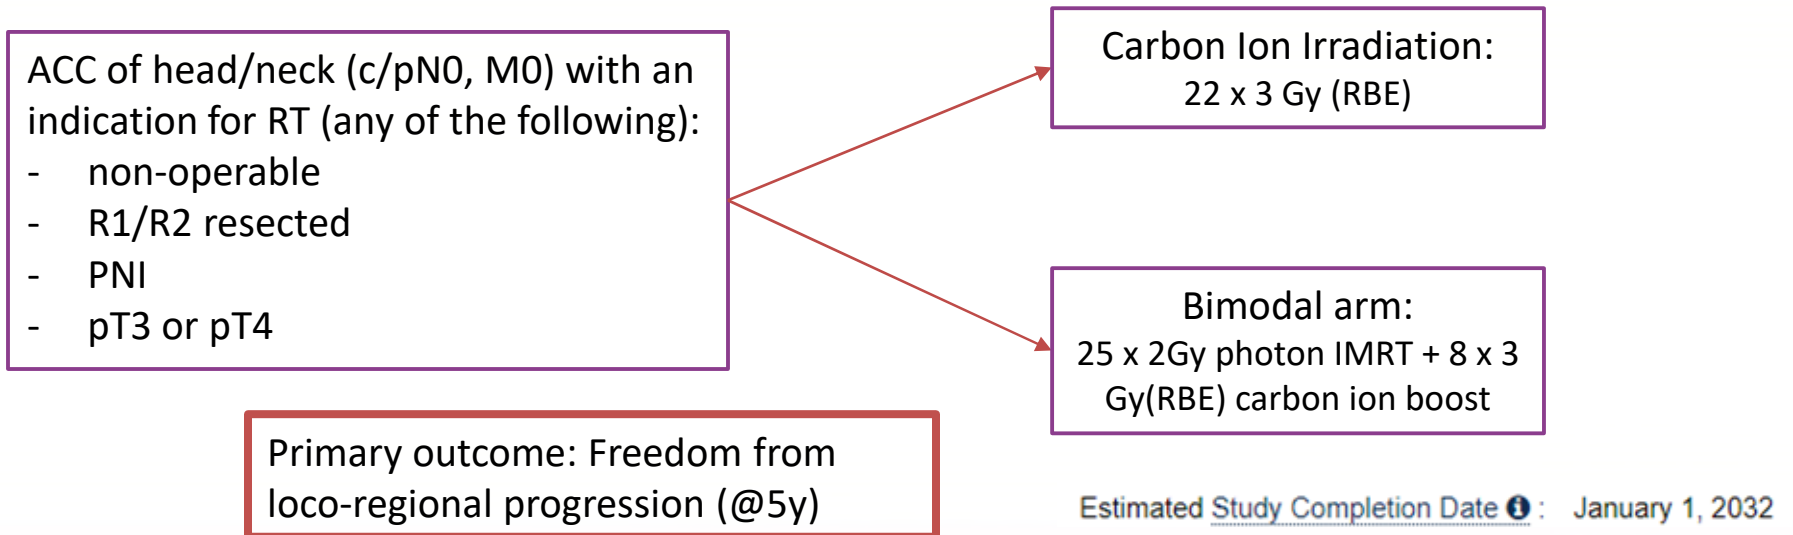 ACC of head/neck (c/pN0, M0) with an
indication for RT (any of the following):
- non-operable
- R1/R2 resected
- PNI
- pT3 or pT4
Carbon Ion Irradiation:
22 x 3 Gy (RBE)
Bimodal arm:
25 x 2Gy photon IMRT + 8 x 3
Gy(RBE) carbon ion boost
Primary outcome: Freedom from
loco-regional progression (@5y)
Estimated Study Completion Date ℹ : January 1, 2032